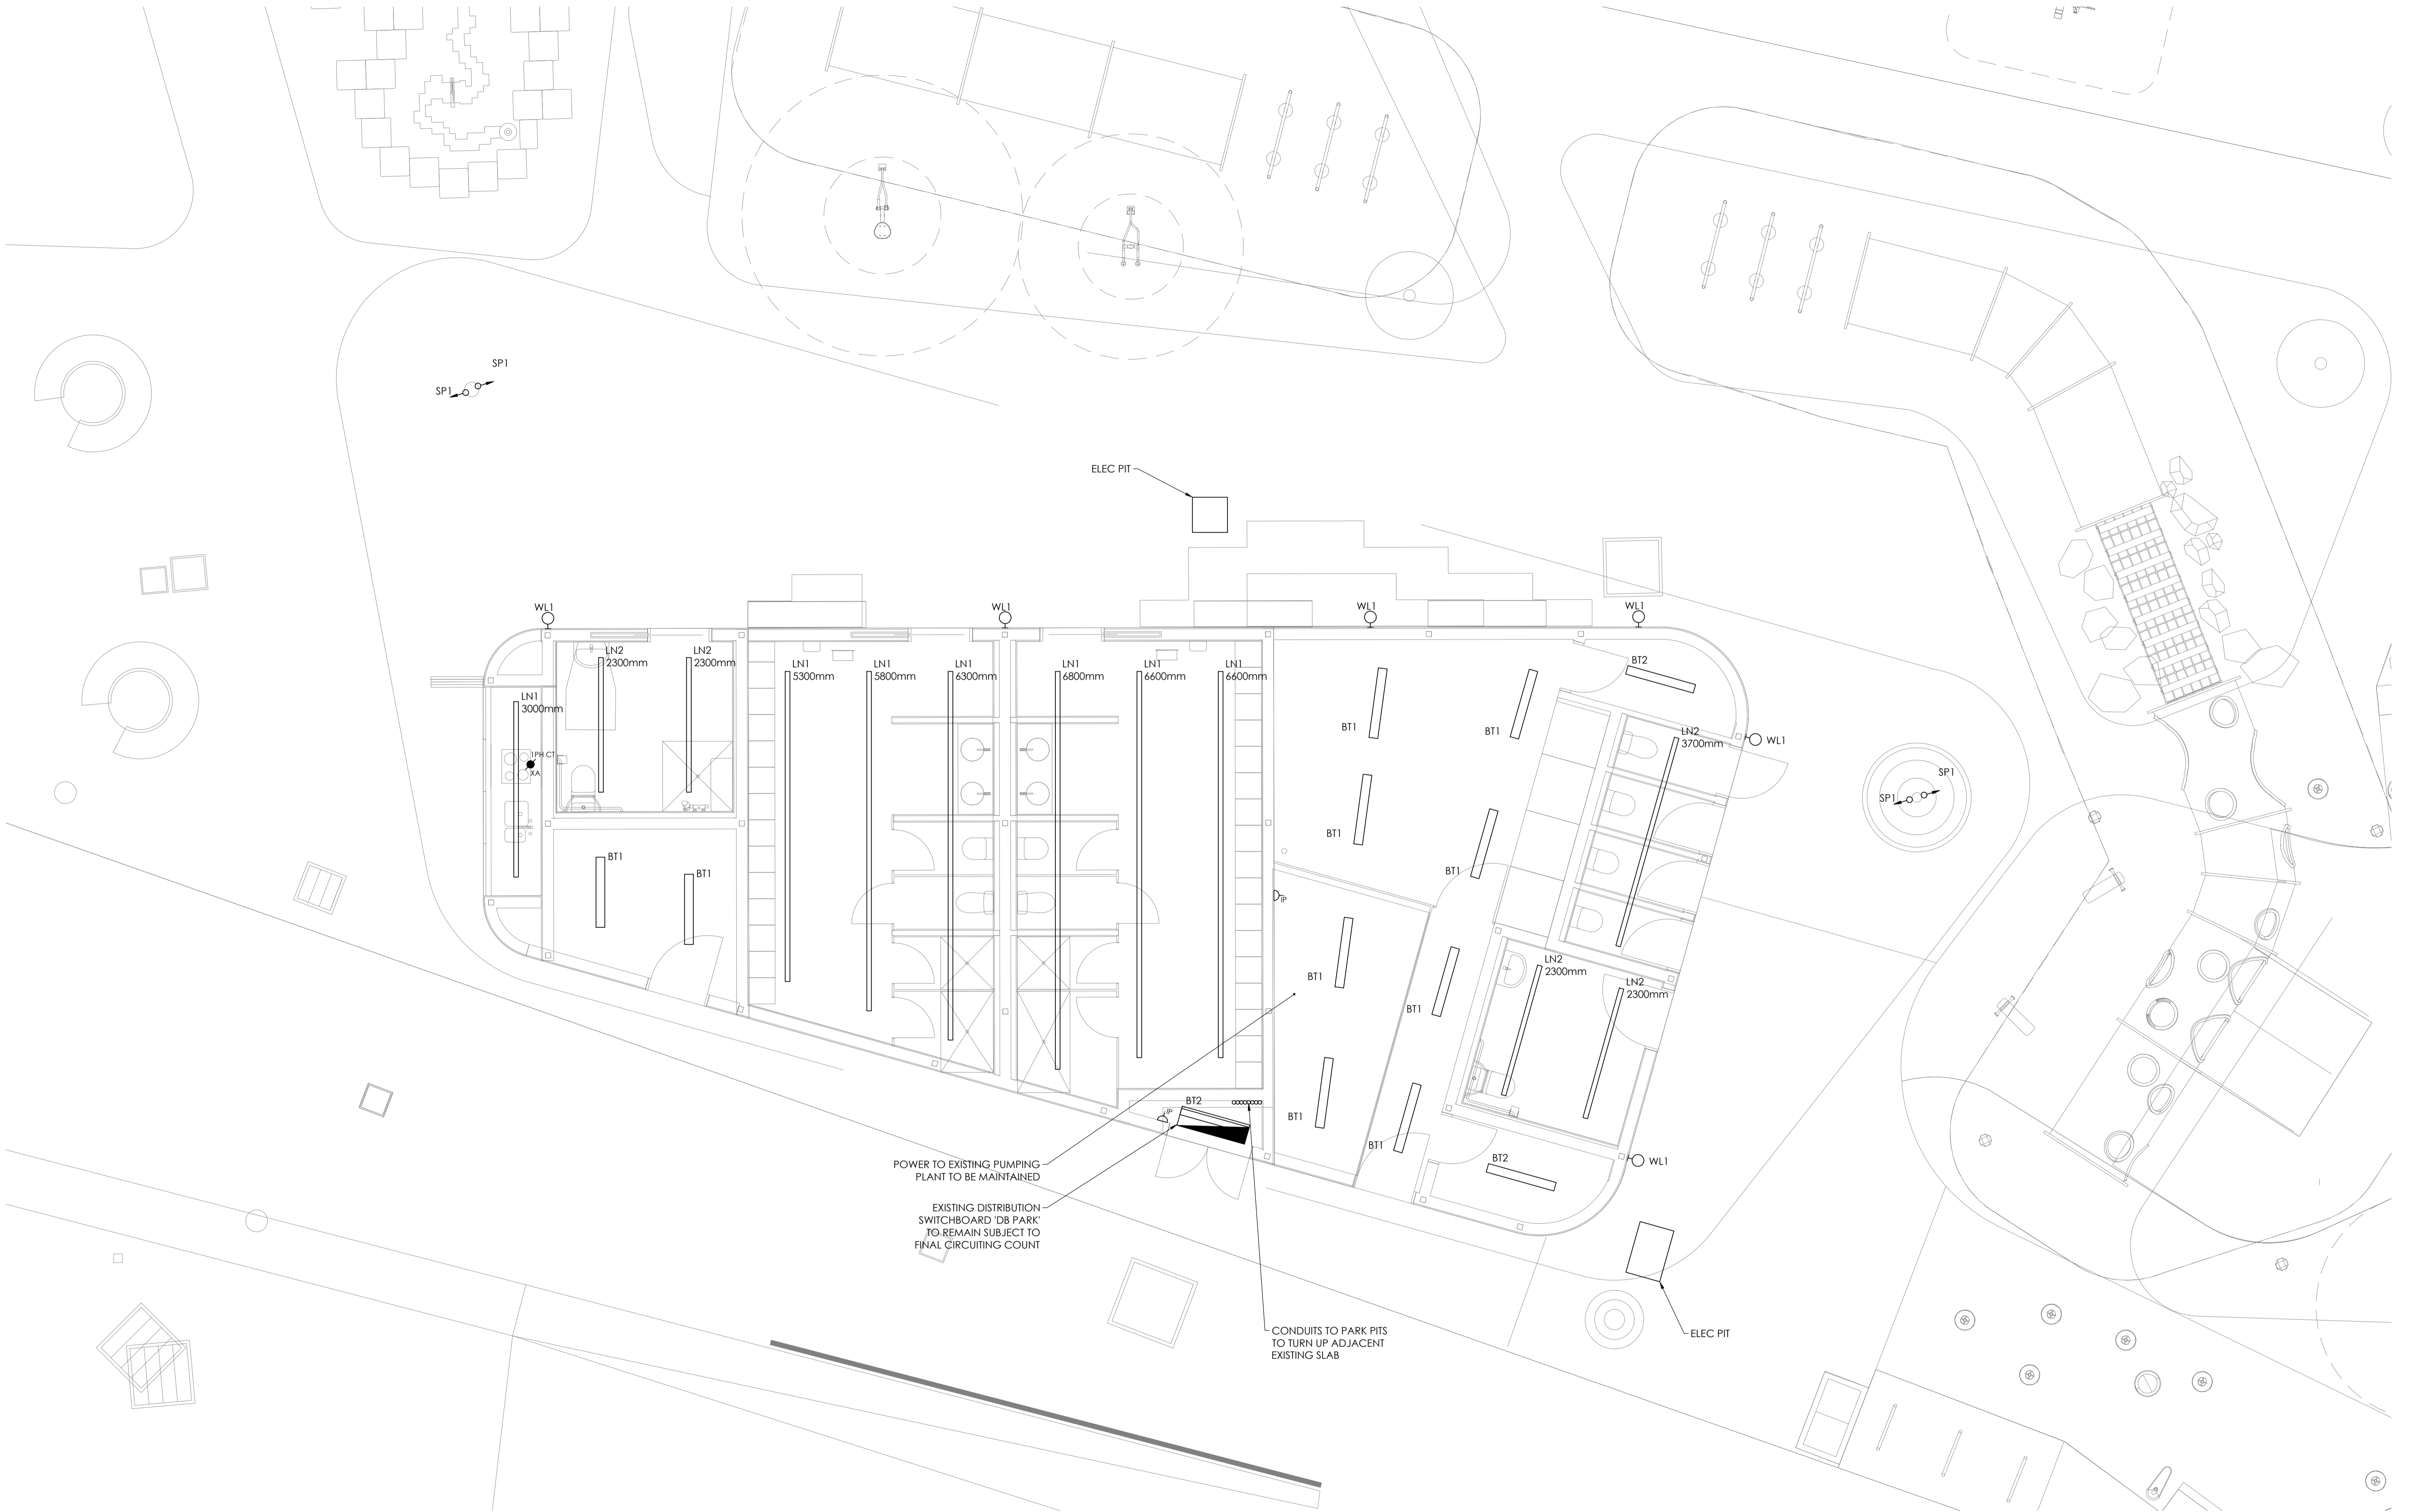 SP1
SP1
ELEC PIT
WL1
WL1
WL1
WL1
LN2
2300mm
LN2
2300mm
LN1
5300mm
LN1
5800mm
LN1
6300mm
LN1
6800mm
LN1
6600mm
LN1
6600mm
BT2
LN1
3000mm
BT1
BT1
LN2
3700mm
WL1
1PH CT
XA
SP1
SP1
BT1
BT1
BT1
BT1
BT1
IP
LN2
2300mm
BT1
LN2
2300mm
BT1
BT2
IP
BT1
BT1
BT2
WL1
POWER TO EXISTING PUMPING
PLANT TO BE MAINTAINED
EXISTING DISTRIBUTION
SWITCHBOARD 'DB PARK'
TO REMAIN SUBJECT TO
FINAL CIRCUITING COUNT
CONDUITS TO PARK PITS
TO TURN UP ADJACENT
EXISTING SLAB
ELEC PIT